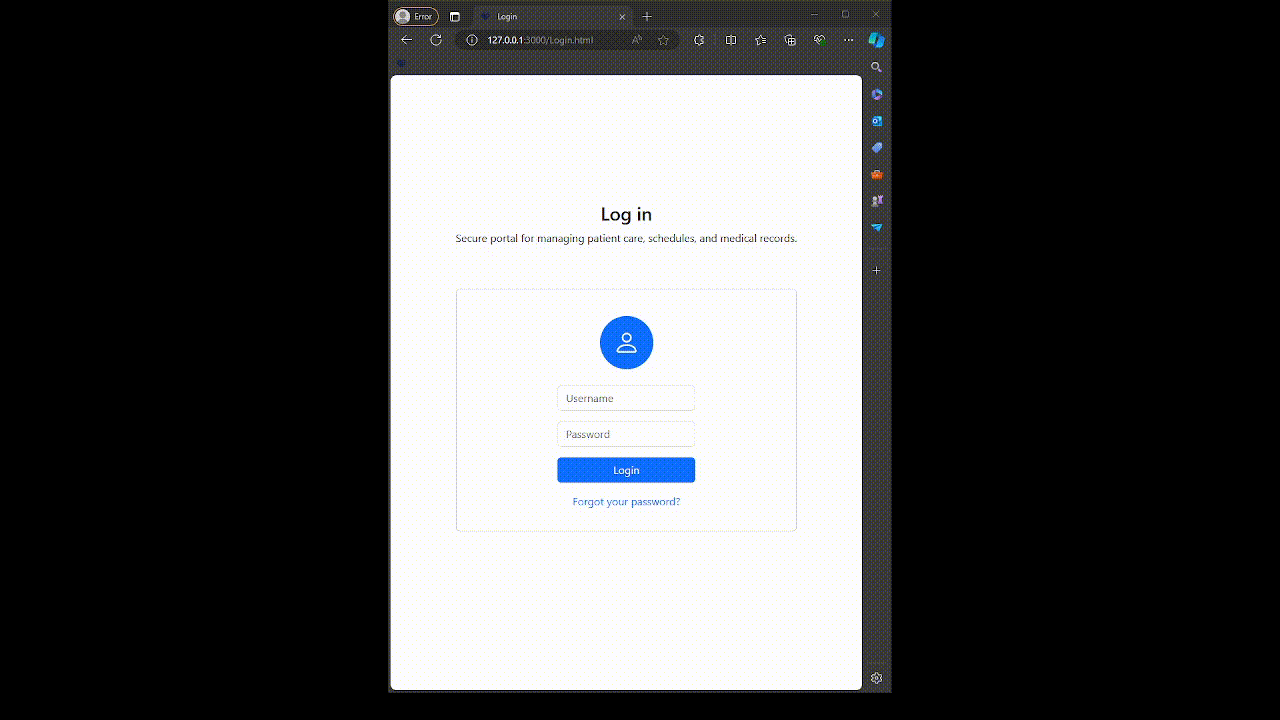 Error
Login
127.0.0.1:3000/Login.html
Log in
Secure portal for managing patient care, schedules, and medical records.
Username
Password
Login
Forgot your password?